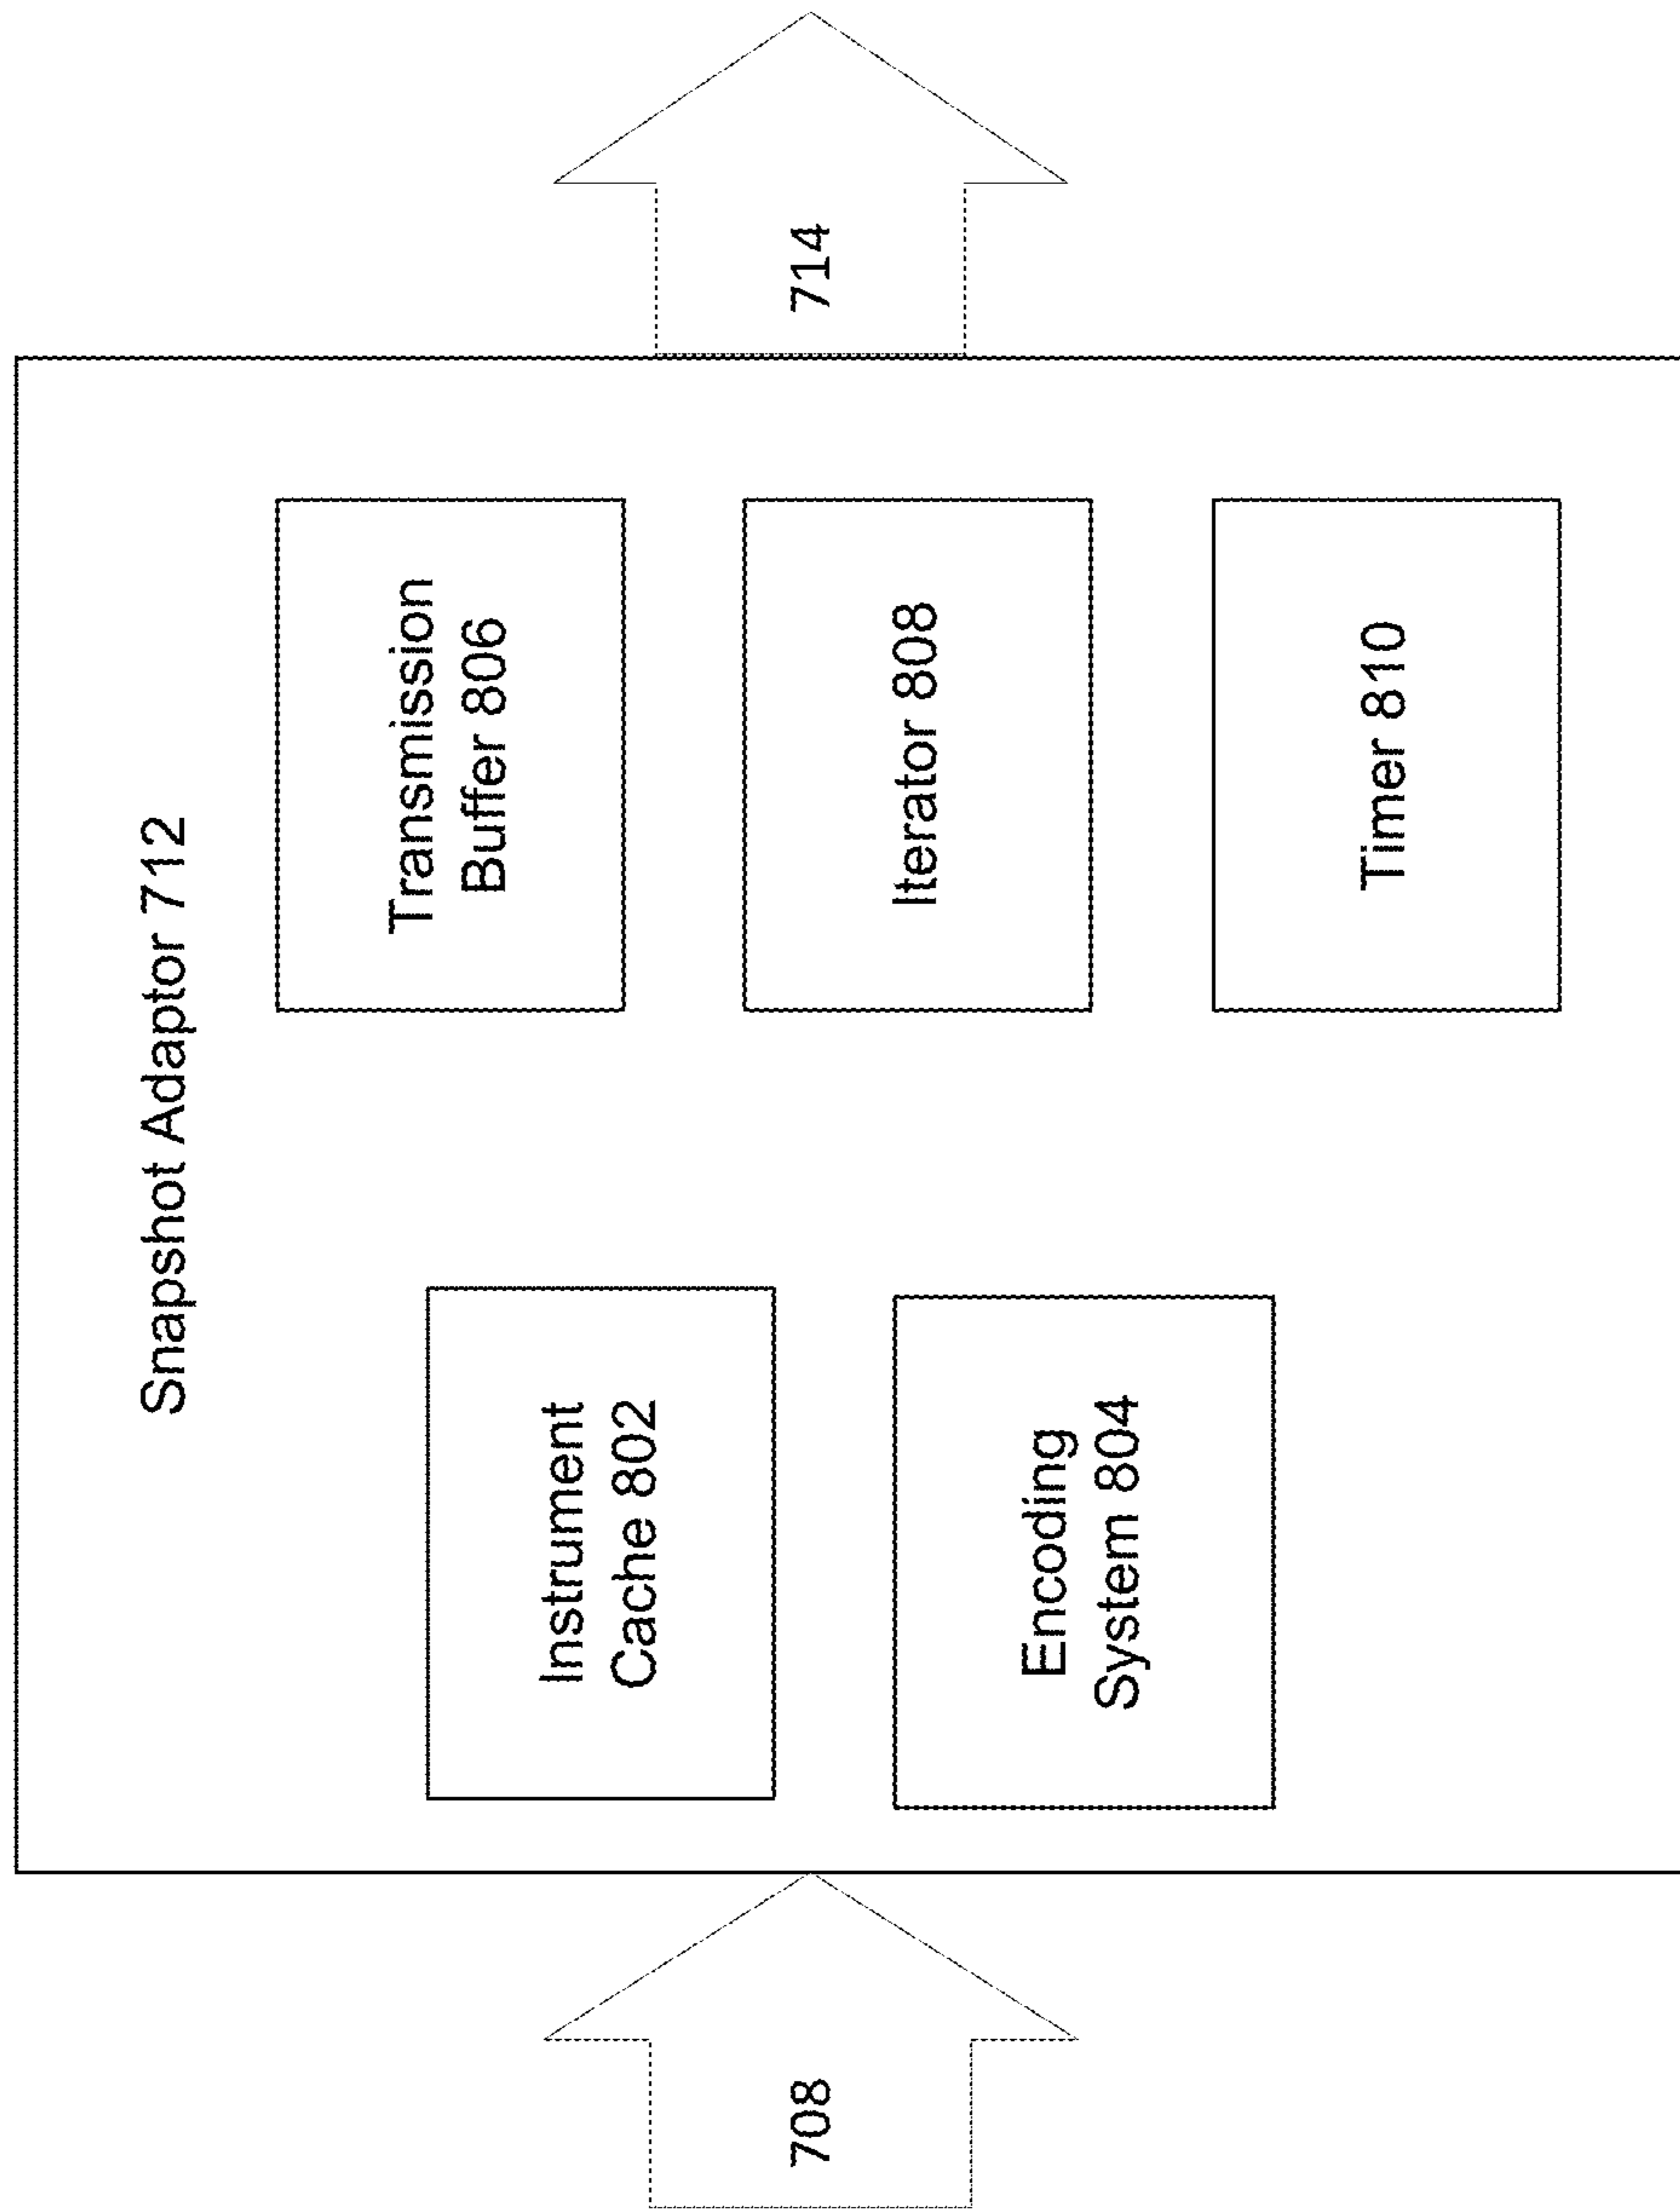 Snapshot Adaptor 712
708
Instrument
Cache 802
Encoding
System 804
Transmission
Buffer 806
Iterator 808
Timer 810
714